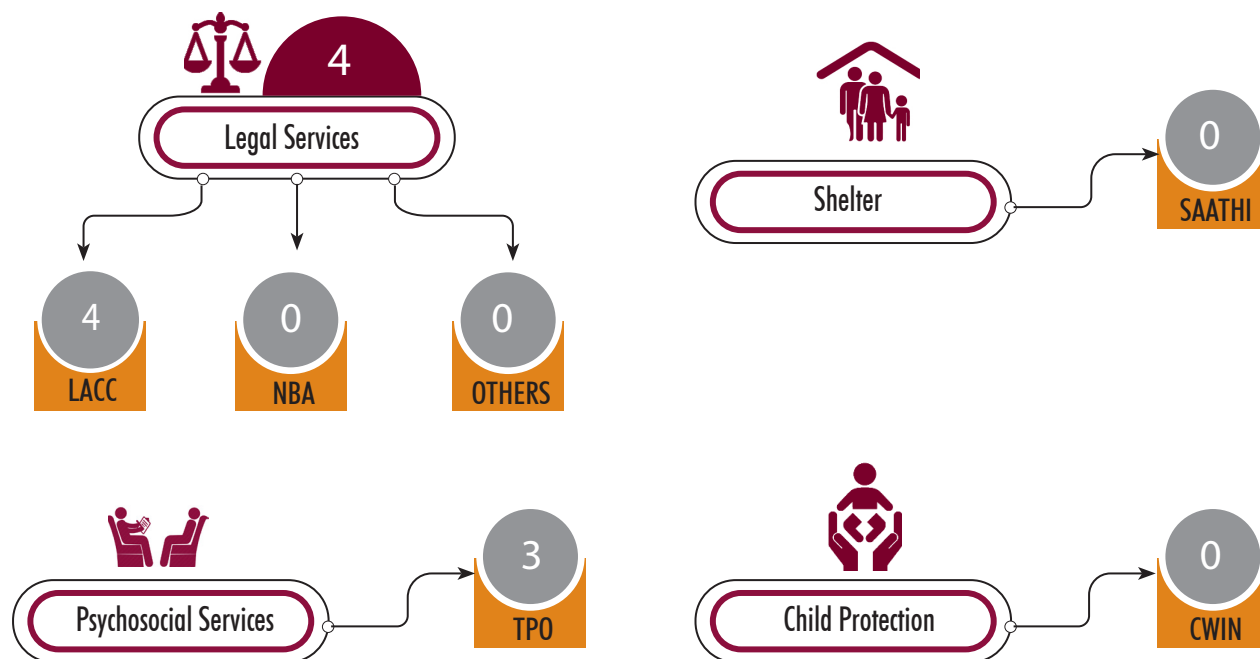 4
Legal Services
4
LACC
0
NBA
0
OTHERS
Shelter
0
SAATHI
Psychosocial Services
3
TPO
Child Protection
0
CWIN